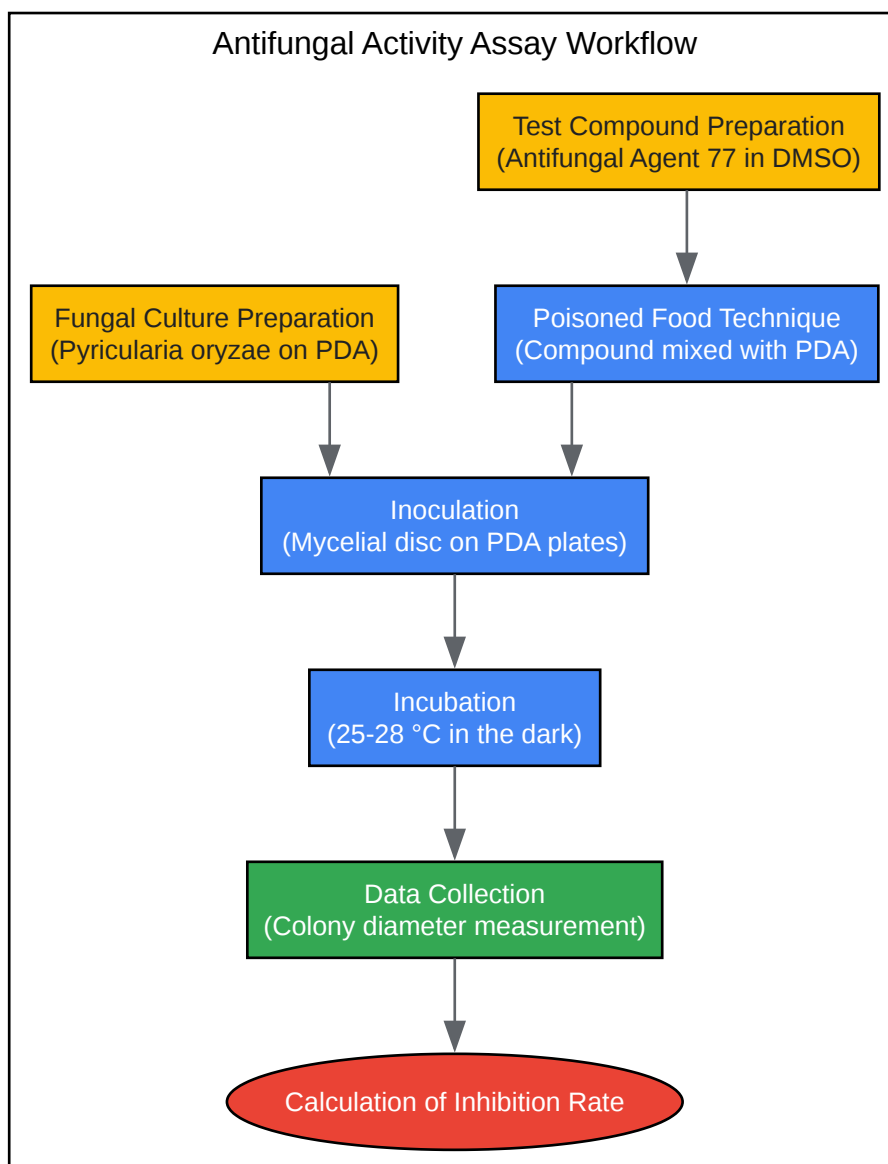 Antifungal Activity Assay Workflow
Test Compound Preparation
(Antifungal Agent 77 in DMSO)
Fungal Culture Preparation
(Pyricularia oryzae on PDA)
Poisoned Food Technique
(Compound mixed with PDA)
Inoculation
(Mycelial disc on PDA plates)
Incubation
(25-28 °C in the dark)
Data Collection
(Colony diameter measurement)
Calculation of Inhibition Rate